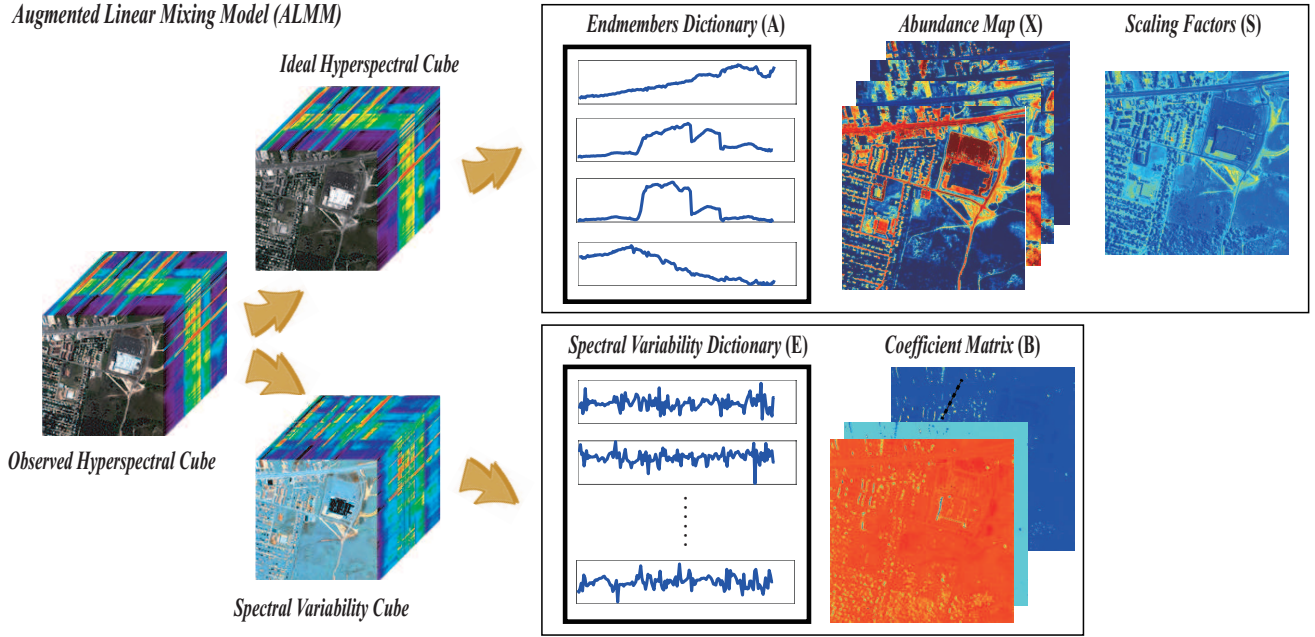 Augmented Linear Mixing Model (ALMM)
Ideal Hyperspectral Cube
Endmembers Dictionary (A)
Abundance Map (X)
Scaling Factors (S)
Observed Hyperspectral Cube
Spectral Variability Dictionary (E)
Coefficient Matrix (B)
Spectral Variability Cube